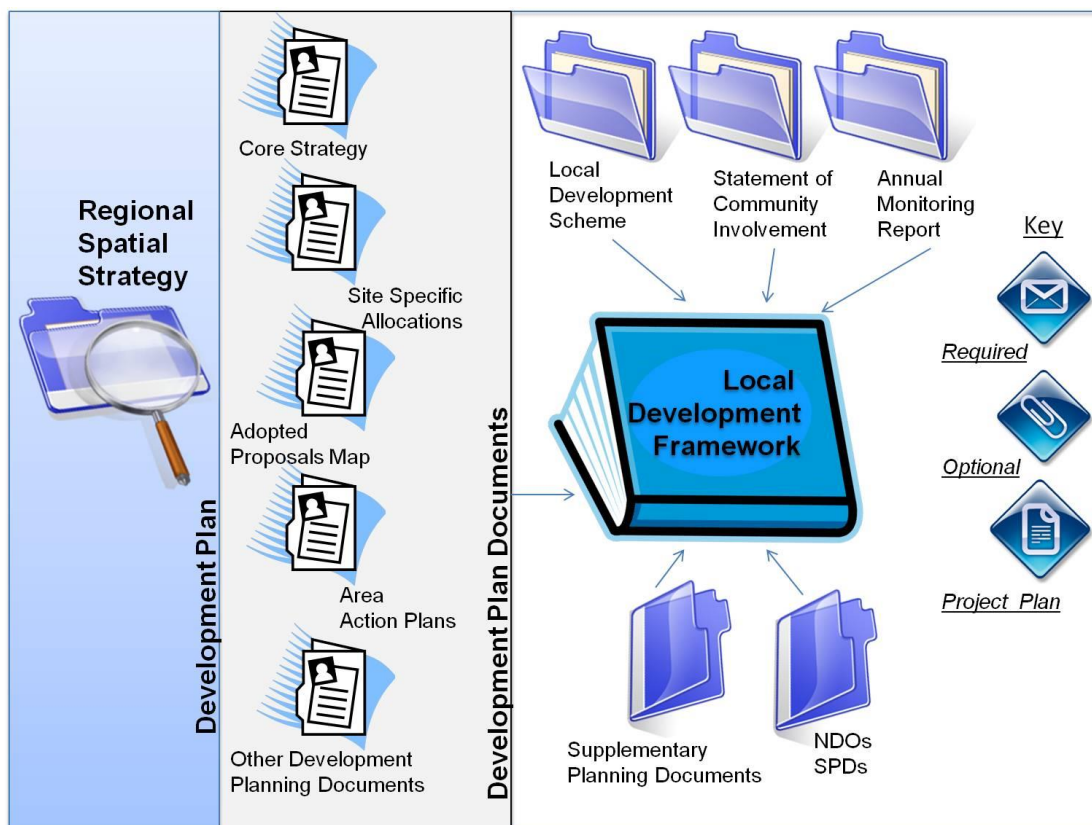 Regional
Spatial
Strategy
Development Plan
Core Strategy
Site Specific
Allocations
Adopted
Proposals Map
Area
Action Plans
Other Development
Planning Documents
Development Plan Documents
Local
Development
Scheme
Statement of
Community
Involvement
Annual
Monitoring
Report
Local
Development
Framework
Supplementary
Planning Documents
NDOs
SPDs
Key
Required
Optional
Project Plan